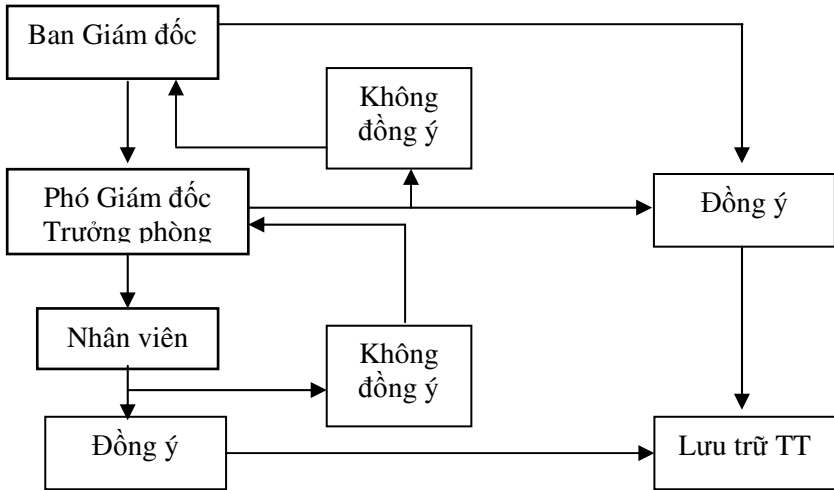 Ban Giám đốc
Không
đồng ý
Phó Giám đốc
Trưởng phòng
Đồng ý
Nhân viên
Không
đồng ý
Đồng ý
Lưu trữ TT